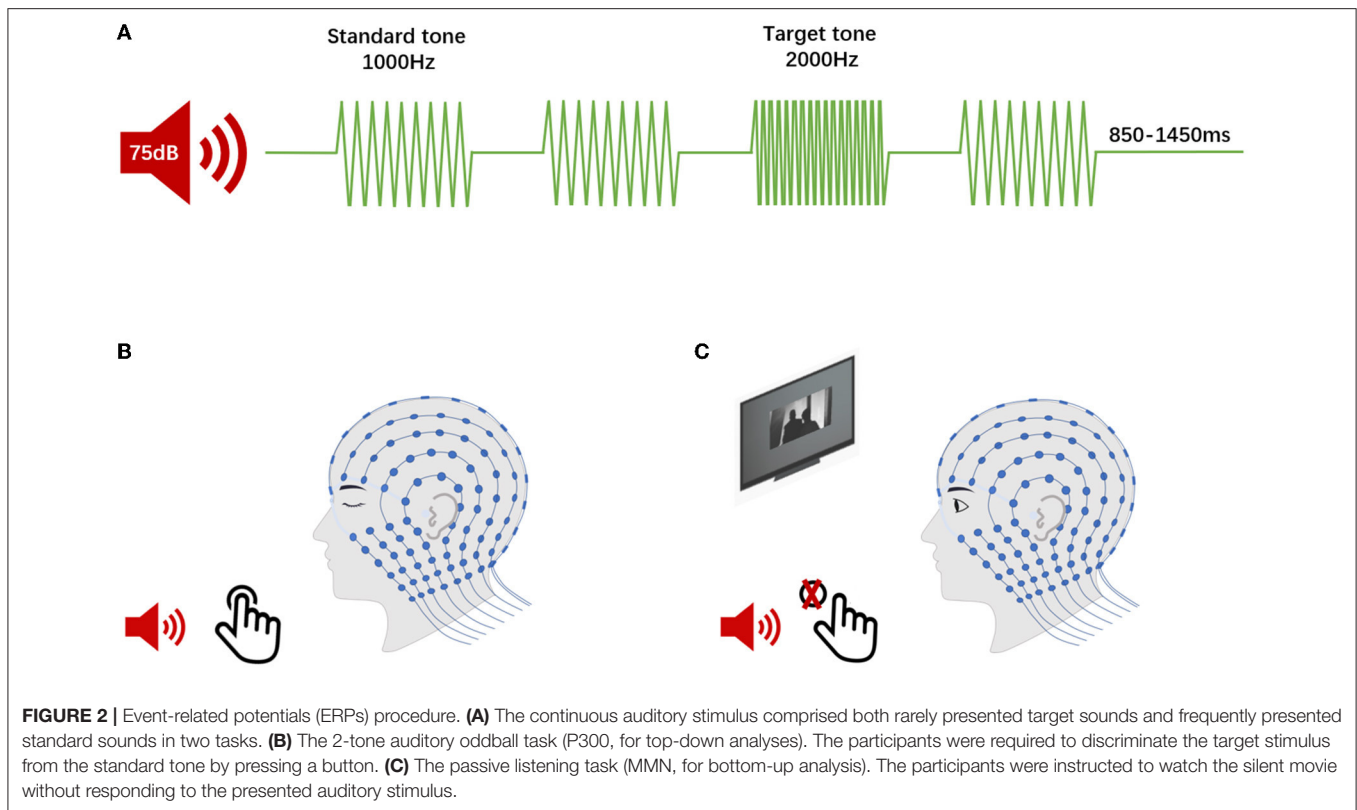 A
Standard tone
1000Hz
Target tone
2000Hz
75dB
850-1450ms
B
C
X
FIGURE 2 | Event-related potentials (ERPs) procedure. (A) The continuous auditory stimulus comprised both rarely presented target sounds and frequently presented
standard sounds in two tasks. (B) The 2-tone auditory oddball task (P300, for top-down analyses). The participants were required to discriminate the target stimulus
from the standard tone by pressing a button. (C) The passive listening task (MMN, for bottom-up analysis). The participants were instructed to watch the silent movie
without responding to the presented auditory stimulus.